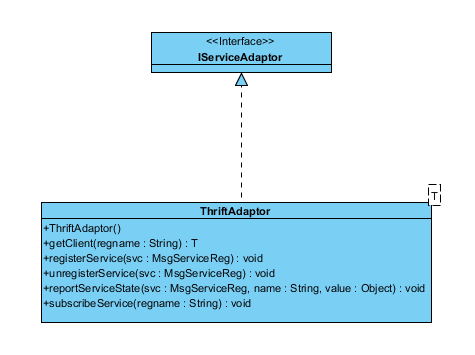 <<Interface>>
IServiceAdaptor
T
ThriftAdaptor
+ThriftAdaptor()
+getClient(regname : String) : T
+registerService(svc : MsgServiceReg) : void
+unregisterService(svc : MsgServiceReg) : void
+reportServiceState(svc : MsgServiceReg, name : String, value : Object) : void
+subscribeService(regname : String) : void